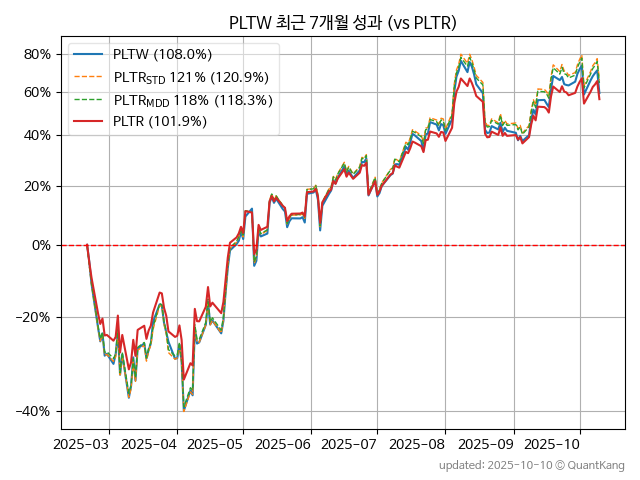 PLTW 최근 7개월 성과 (vs PLTR)
PLTW (108.0%)
PLTR_STD 121% (120.9%)
PLTR_MDD 118% (118.3%)
PLTR (101.9%)
80%
60%
40%
20%
0%
−20%
−40%
2025-03 2025-04 2025-05 2025-06 2025-07 2025-08 2025-09 2025-10
updated: 2025-10-10 © QuantKang